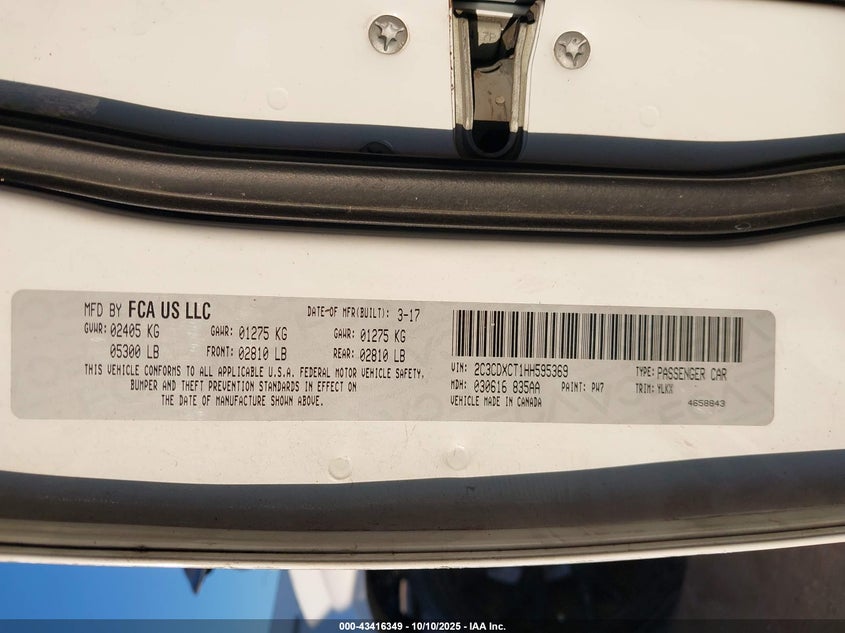 MFD BY FCA US LLC
DATE-OF MFR(BUILT): 3-17
GVWR: 02405 KG GAWR: 01275 KG GAWR: 01275 KG
05300 LB FRONT: 02810 LB REAR: 02810 LB
THIS VEHICLE CONFORMS TO ALL APPLICABLE U.S.A. FEDERAL MOTOR VEHICLE SAFETY,
BUMPER AND THEFT PREVENTION STANDARDS IN EFFECT ON
THE DATE OF MANUFACTURE SHOWN ABOVE.
VIN: 2C3CDXCT1HH595369 TYPE: PASSENGER CAR
MDH: 030616 835AA PAINT: PW7 TRIM: YLKX
VEHICLE MADE IN CANADA 4658843
000-43416349 - 10/10/2025 - IAA Inc.